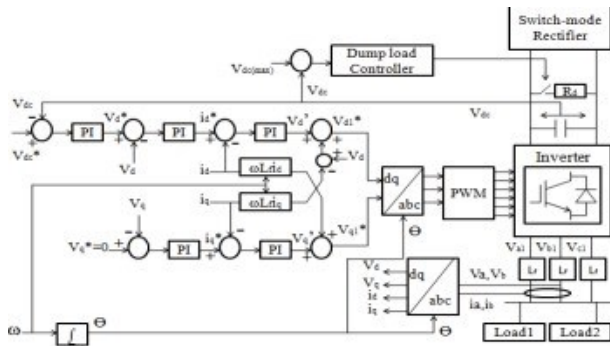 Switch-mode
Rectifier
Dump load
Controller
Vdc(max)
Vdc
Rd
Vdc
Vdc
Vd*
id*
Vd'
Vd1*
PI
PI
PI
Vdc*
Vd
Vd
id
ωLfid
iq
ωLfiq
Inverter
dq
abc
PWM
Vq
Vq*=0
PI
iq*
PI
Vq'
Vq1*
Θ
Va1
Vb1
Vc1
Lf
Lf
Lf
Vd
Vq
id
iq
dq
abc
Va,Vb
ia,ib
ω
∫
Θ
Θ
Load1
Load2